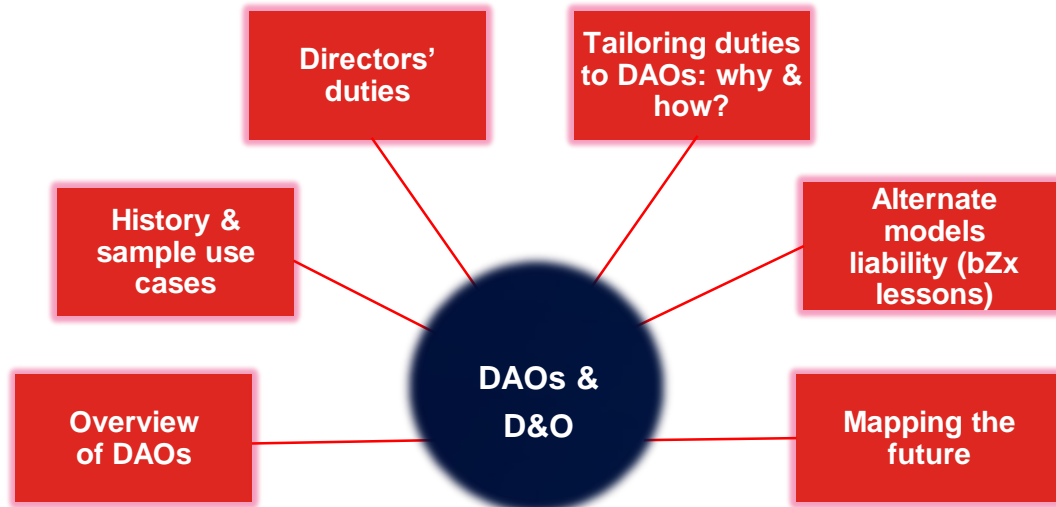 Directors'
duties
Tailoring duties
to DAOs: why &
how?
History &
sample use
cases
Alternate
models
liability (bZx
lessons)
DAOs &
D&O
Overview
of DAOs
Mapping the
future